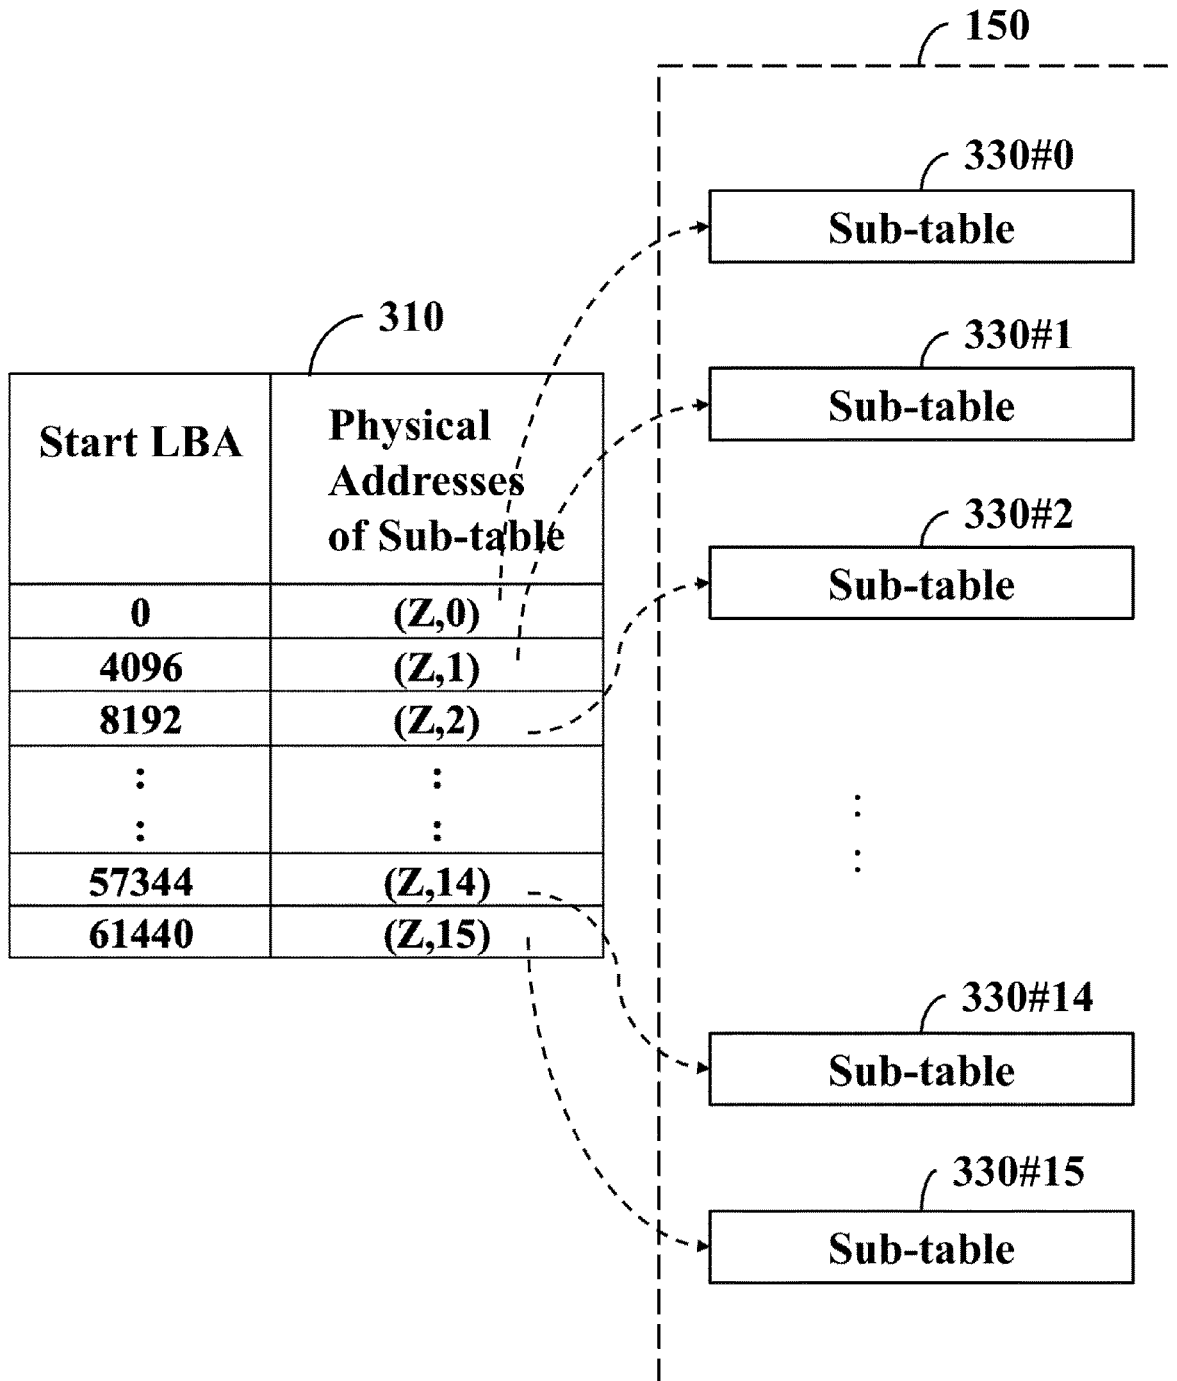 150
330#0
Sub-table
310
330#1
Sub-table
Start LBA
Physical
Addresses
of Sub-table
330#2
Sub-table
0 (Z,0)
4096 (Z,1)
8192 (Z,2)
: :
: :
57344 (Z,14)
61440 (Z,15)
:
:
330#14
Sub-table
330#15
Sub-table